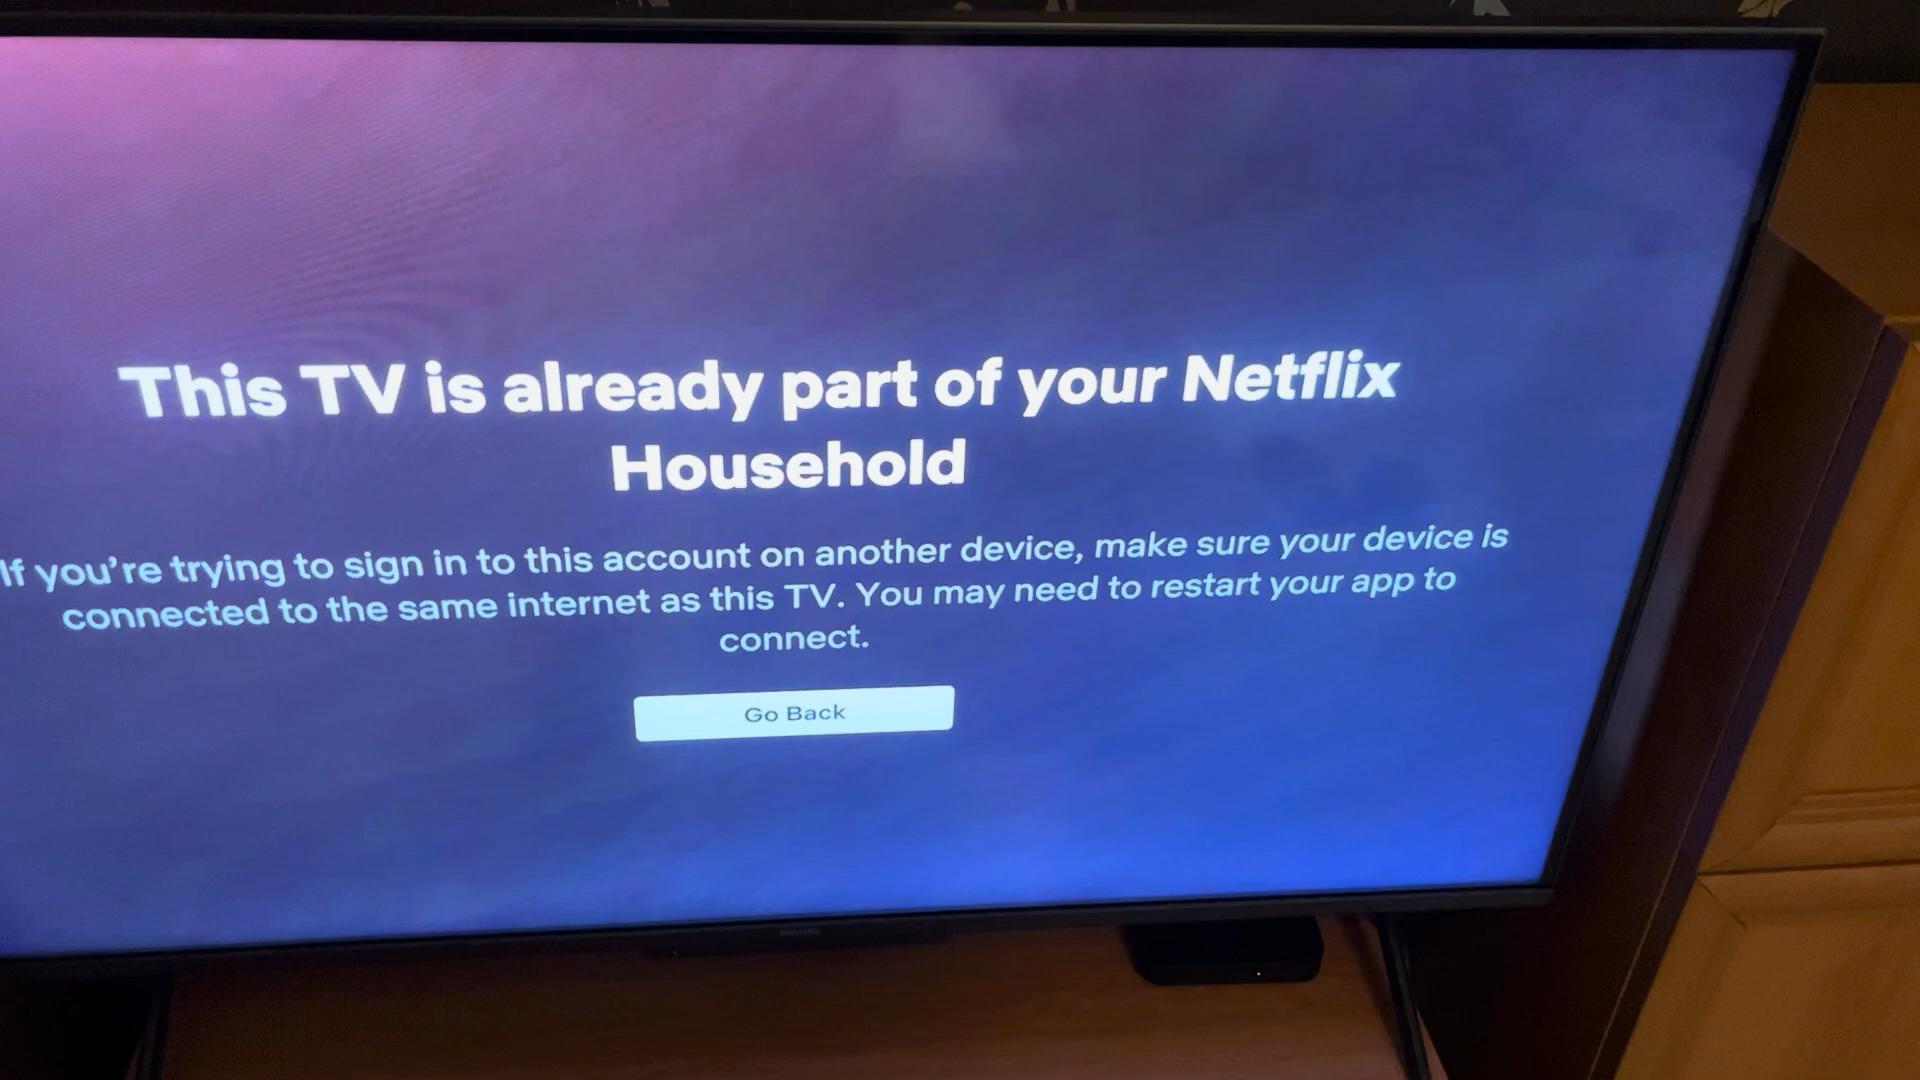 This TV is already part of your Netflix
Household
If you're trying to sign in to this account on another device, make sure your device is
connected to the same internet as this TV. You may need to restart your app to
connect.
Go Back